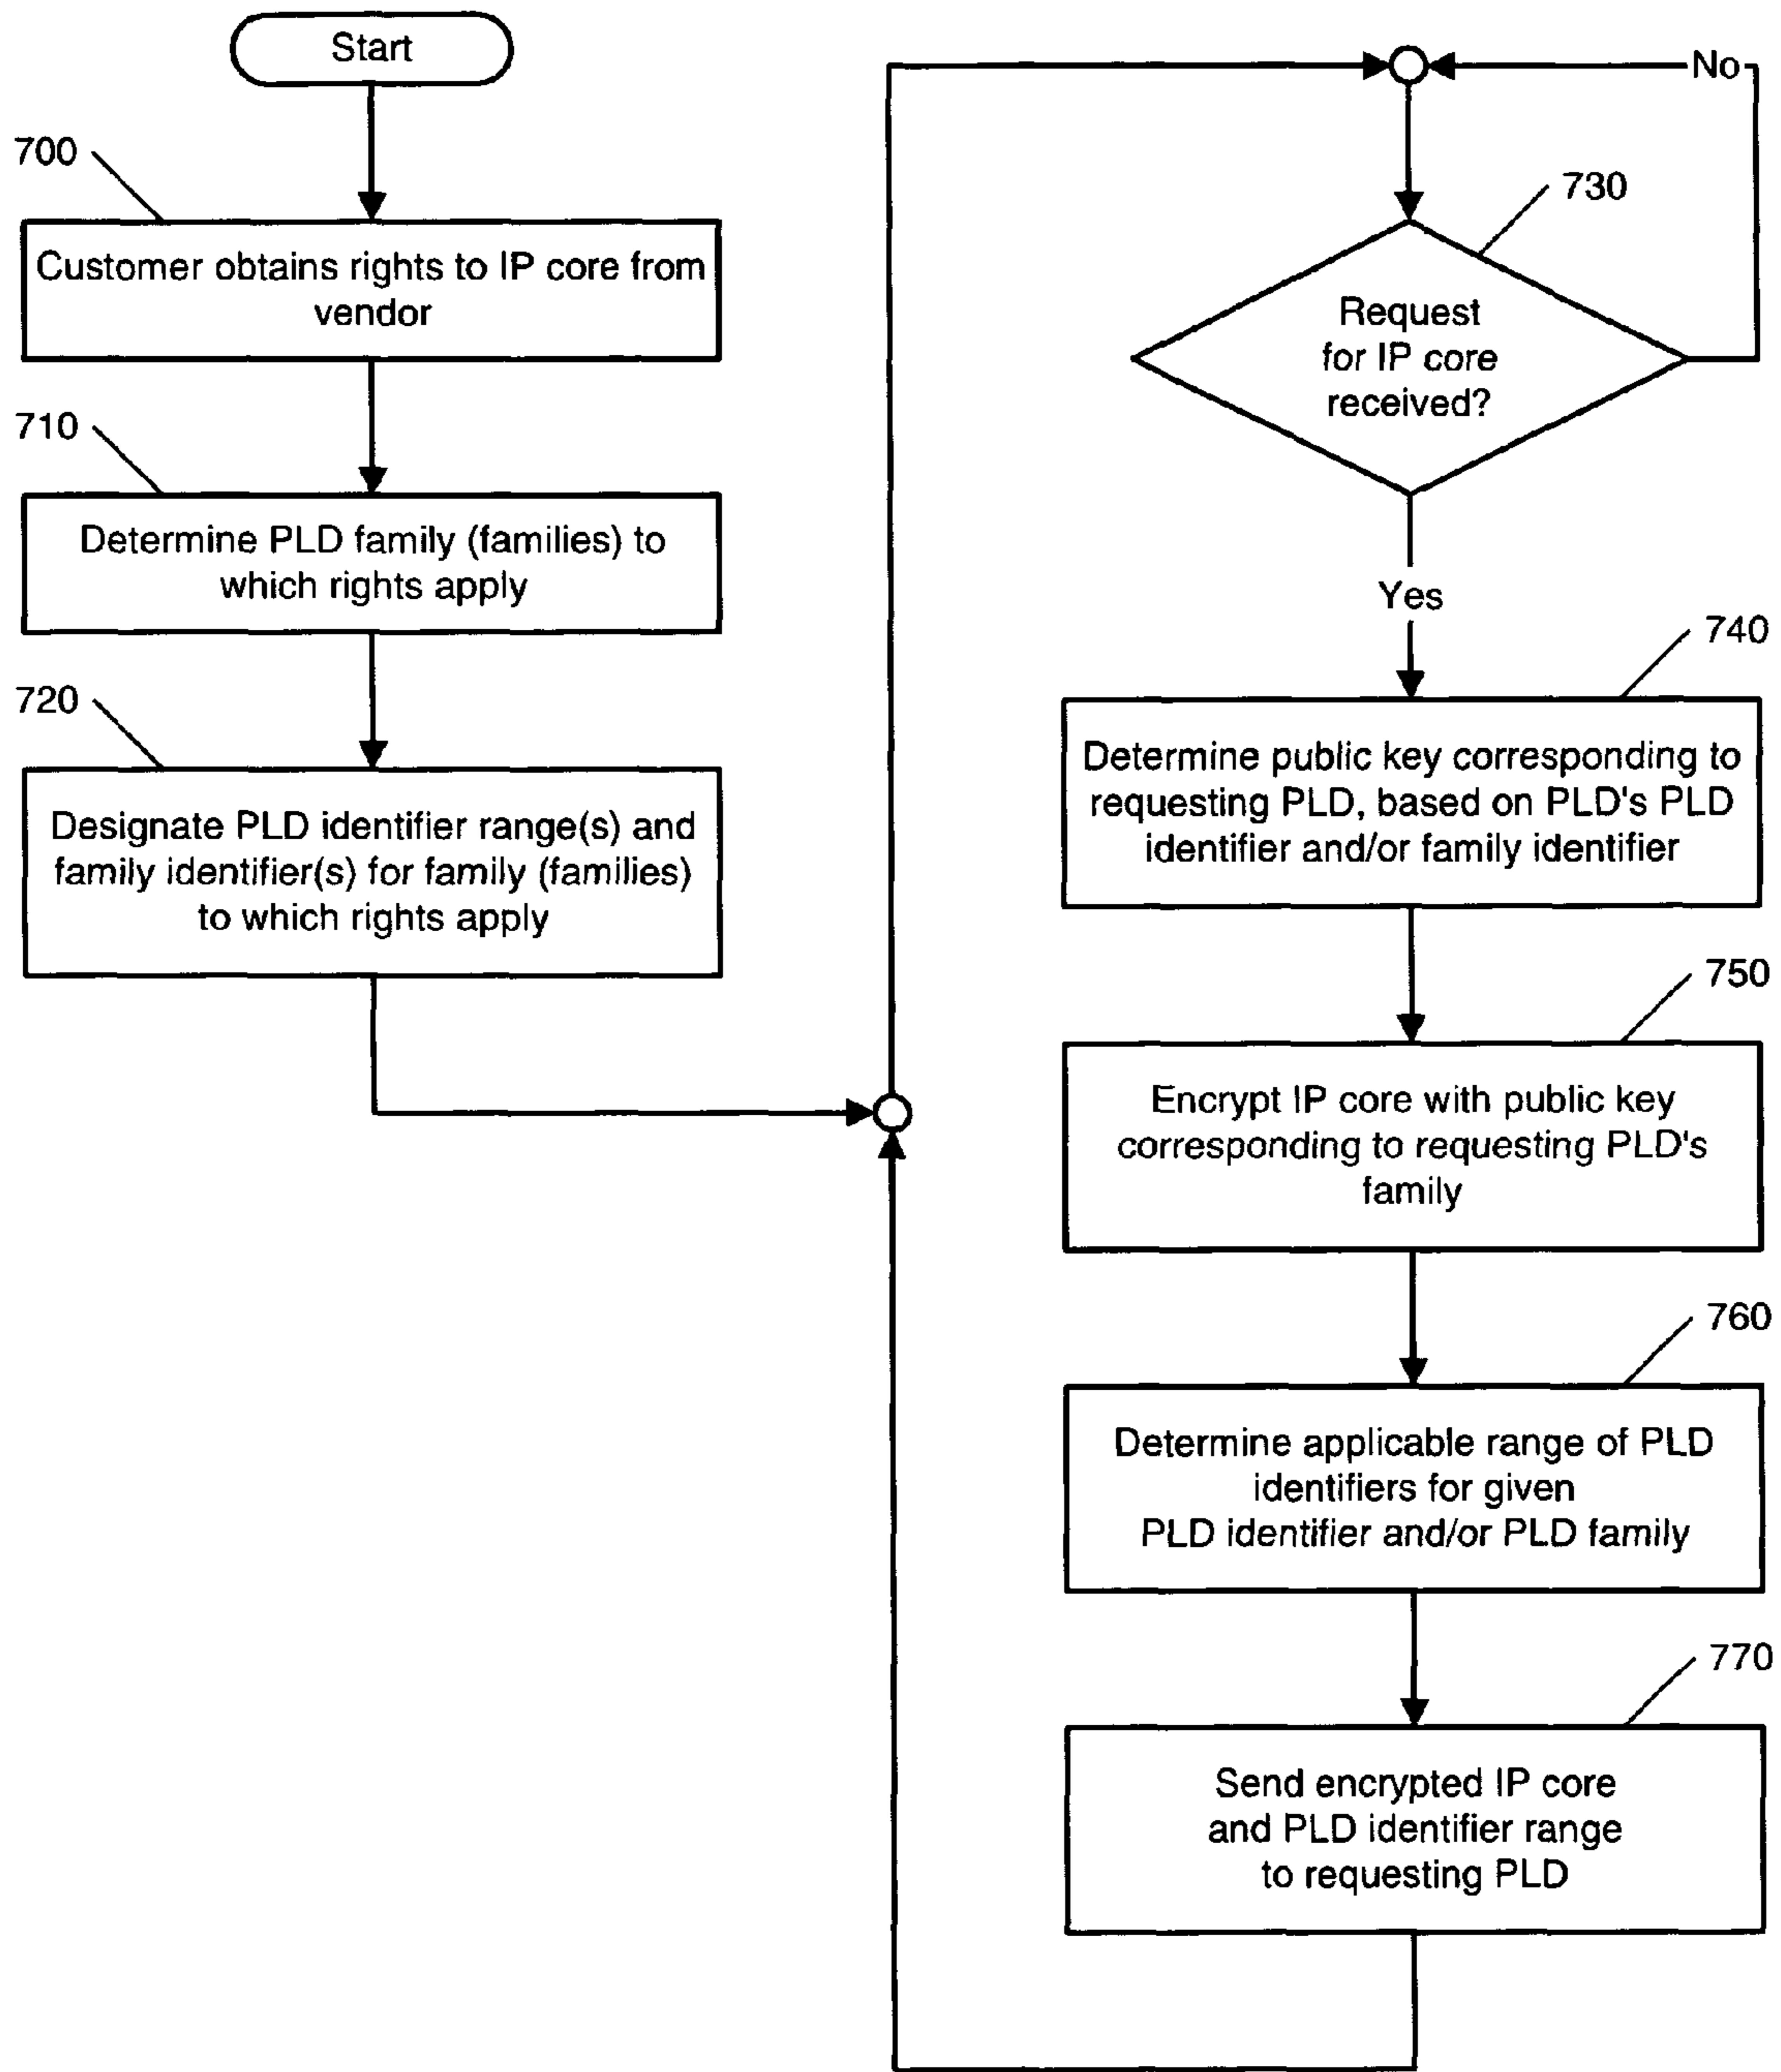 Start
700
Customer obtains rights to IP core from
vendor
710
Determine PLD family (families) to
which rights apply
720
Designate PLD identifier range(s) and
family identifier(s) for family (families)
to which rights apply
No
730
Request
for IP core
received?
Yes
740
Determine public key corresponding to
requesting PLD, based on PLD's PLD
identifier and/or family identifier
750
Encrypt IP core with public key
corresponding to requesting PLD's
family
760
Determine applicable range of PLD
identifiers for given
PLD identifier and/or PLD family
770
Send encrypted IP core
and PLD identifier range
to requesting PLD